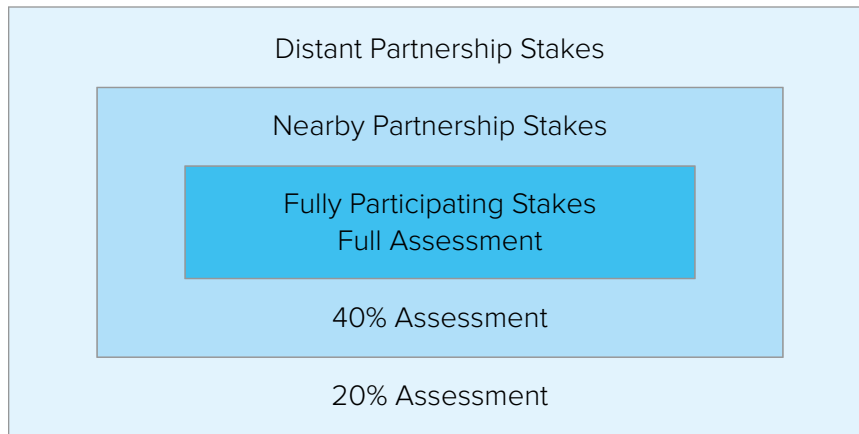 Distant Partnership Stakes
Nearby Partnership Stakes
Fully Participating Stakes
Full Assessment
40% Assessment
20% Assessment